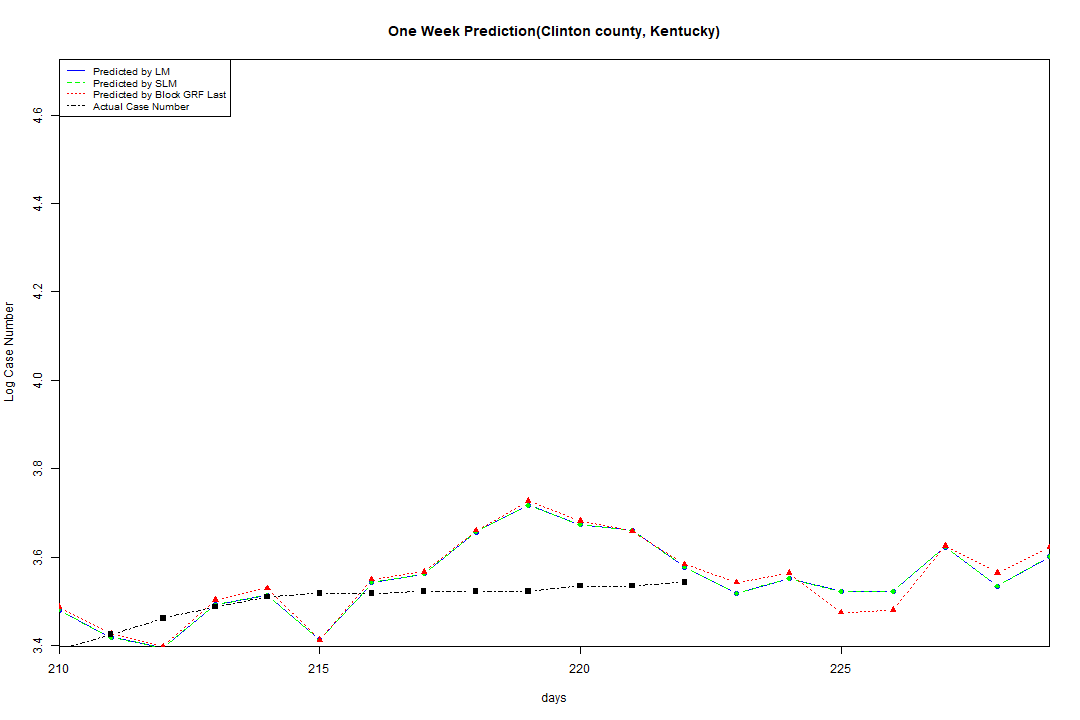 One Week Prediction(Clinton county, Kentucky)
Predicted by LM
Predicted by SLM
Predicted by Block GRF Last
Actual Case Number
4.6
4.4
4.2
4.0
3.8
3.6
3.4
Log Case Number
210 215 220 225
days